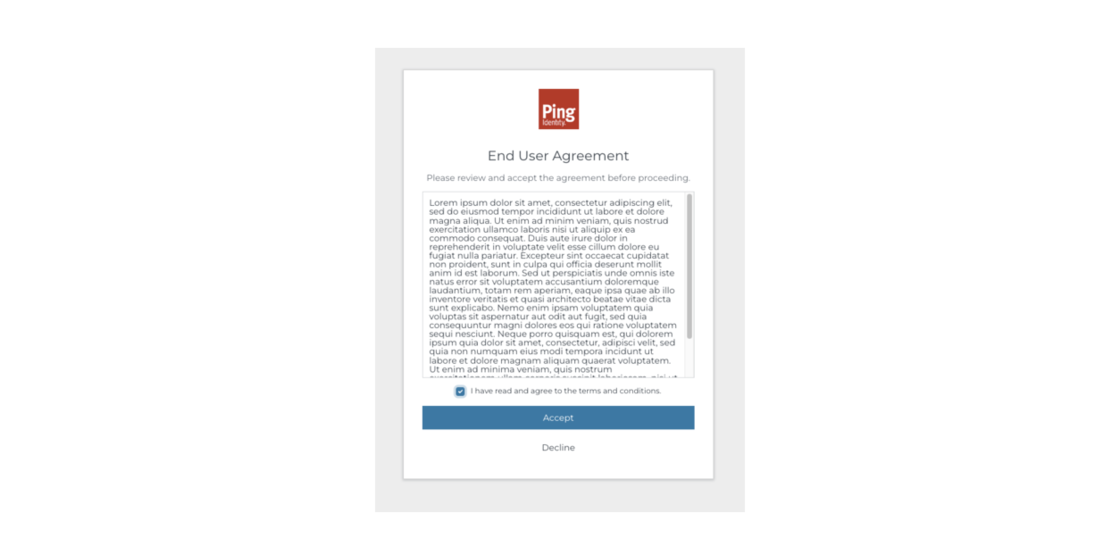 Ping
Identity.
End User Agreement
Please review and accept the agreement before proceeding.
Lorem ipsum dolor sit amet, consectetur adipiscing elit,
sed do eiusmod tempor incididunt ut labore et dolore
magna aliqua. Ut enim ad minim veniam, quis nostrud
exercitation ullamco laboris nisi ut aliquip ex ea
commodo consequat. Duis aute irure dolor in
reprehenderit in voluptate velit esse cillum dolore eu
fugiat nulla pariatur. Excepteur sint occaecat cupidatat
non proident, sunt in culpa qui officia deserunt mollit
anim id est laborum. Sed ut perspiciatis unde omnis iste
natus error sit voluptatem accusantium doloremque
laudantium, totam rem aperiam, eaque ipsa quae ab illo
inventore veritatis et quasi architecto beatae vitae dicta
sunt explicabo. Nemo enim ipsam voluptatem quia
voluptas sit aspernatur aut odit aut fugit, sed quia
consequuntur magni dolores eos qui ratione voluptatem
sequi nesciunt. Neque porro quisquam est, qui dolorem
ipsum quia dolor sit amet, consectetur, adipisci velit, sed
quia non numquam eius modi tempora incidunt ut
labore et dolore magnam aliquam quaerat voluptatem.
Ut enim ad minima veniam, quis nostrum
I have read and agree to the terms and conditions.
Accept
Decline